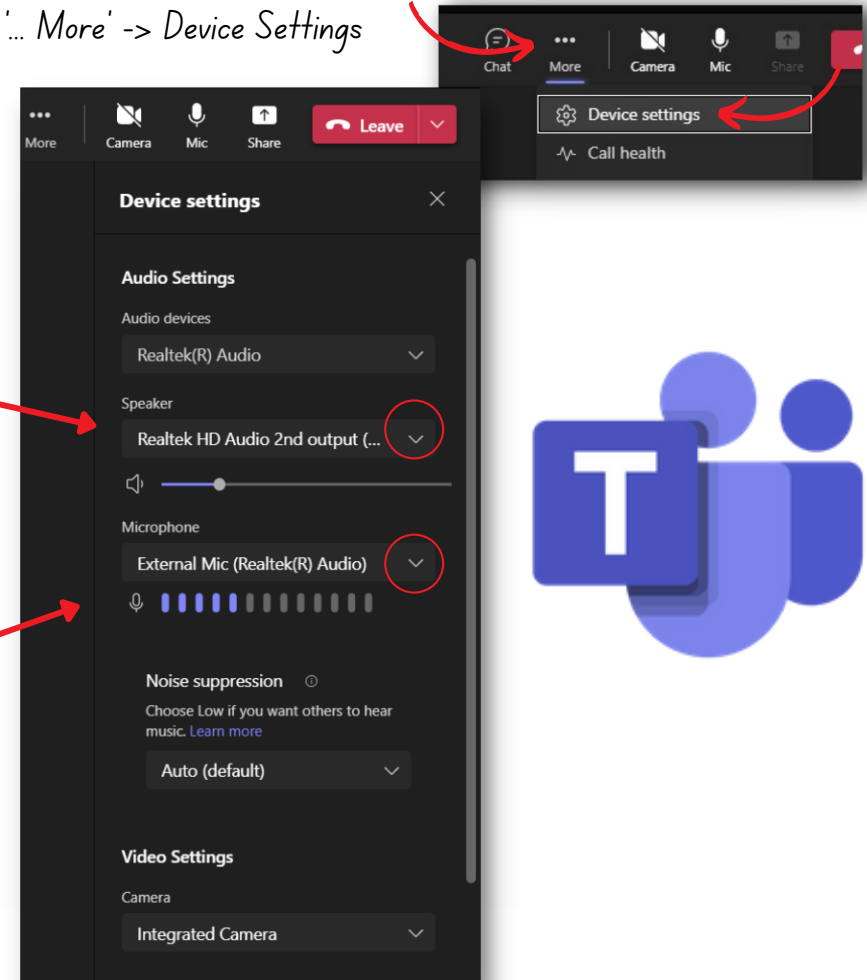 '... More' -> Device Settings
Chat
More
Camera
Mic
Share
Device settings
Call health
More
Camera
Mic
Share
Leave
Device settings
Audio Settings
Audio devices
Realtek(R) Audio
Speaker
Realtek HD Audio 2nd output (...
Microphone
External Mic (Realtek(R) Audio)
Noise suppression
Choose Low if you want others to hear
music. Learn more
Auto (default)
Video Settings
Camera
Integrated Camera
T